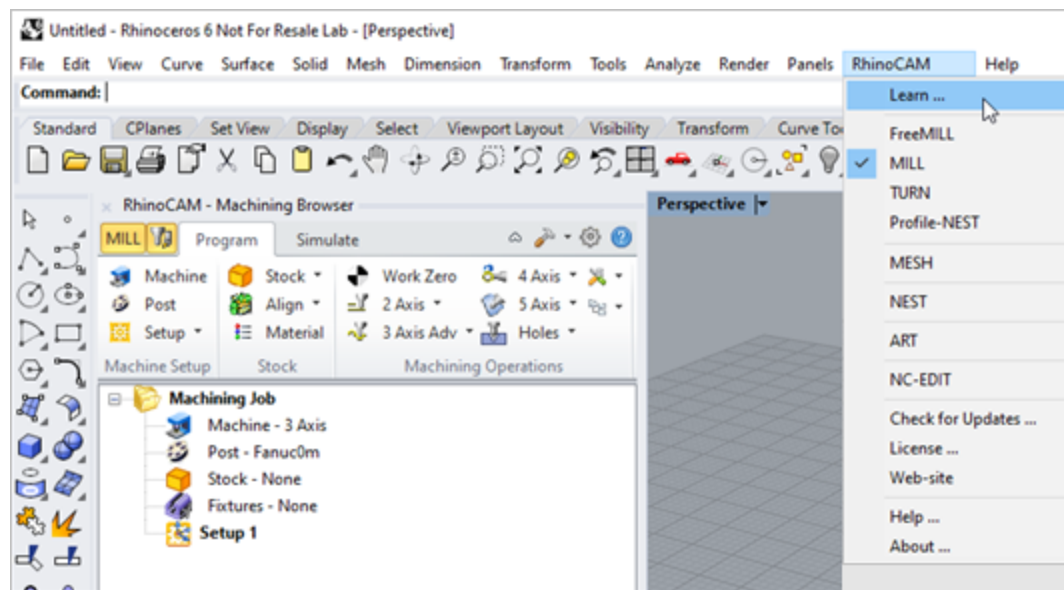 Untitled - Rhinoceros 6 Not For Resale Lab - [Perspective]
File Edit View Curve Surface Solid Mesh Dimension Transform Tools Analyze Render Panels RhinoCAM Help
Command:
Standard CPlanes Set View Display Select Viewport Layout Visibility Transform Curve To
RhinoCAM - Machining Browser
MILL Program Simulate
Machine Stock Work Zero 4 Axis
Post Align 2 Axis 5 Axis
Setup Material 3 Axis Adv Holes
Machine Setup Stock Machining Operations
Machining Job
Machine - 3 Axis
Post - Fanuc0m
Stock - None
Fixtures - None
Setup 1
Perspective
Learn ...
FreeMILL
MILL
TURN
Profile-NEST
MESH
NEST
ART
NC-EDIT
Check for Updates ...
License ...
Web-site
Help ...
About ...